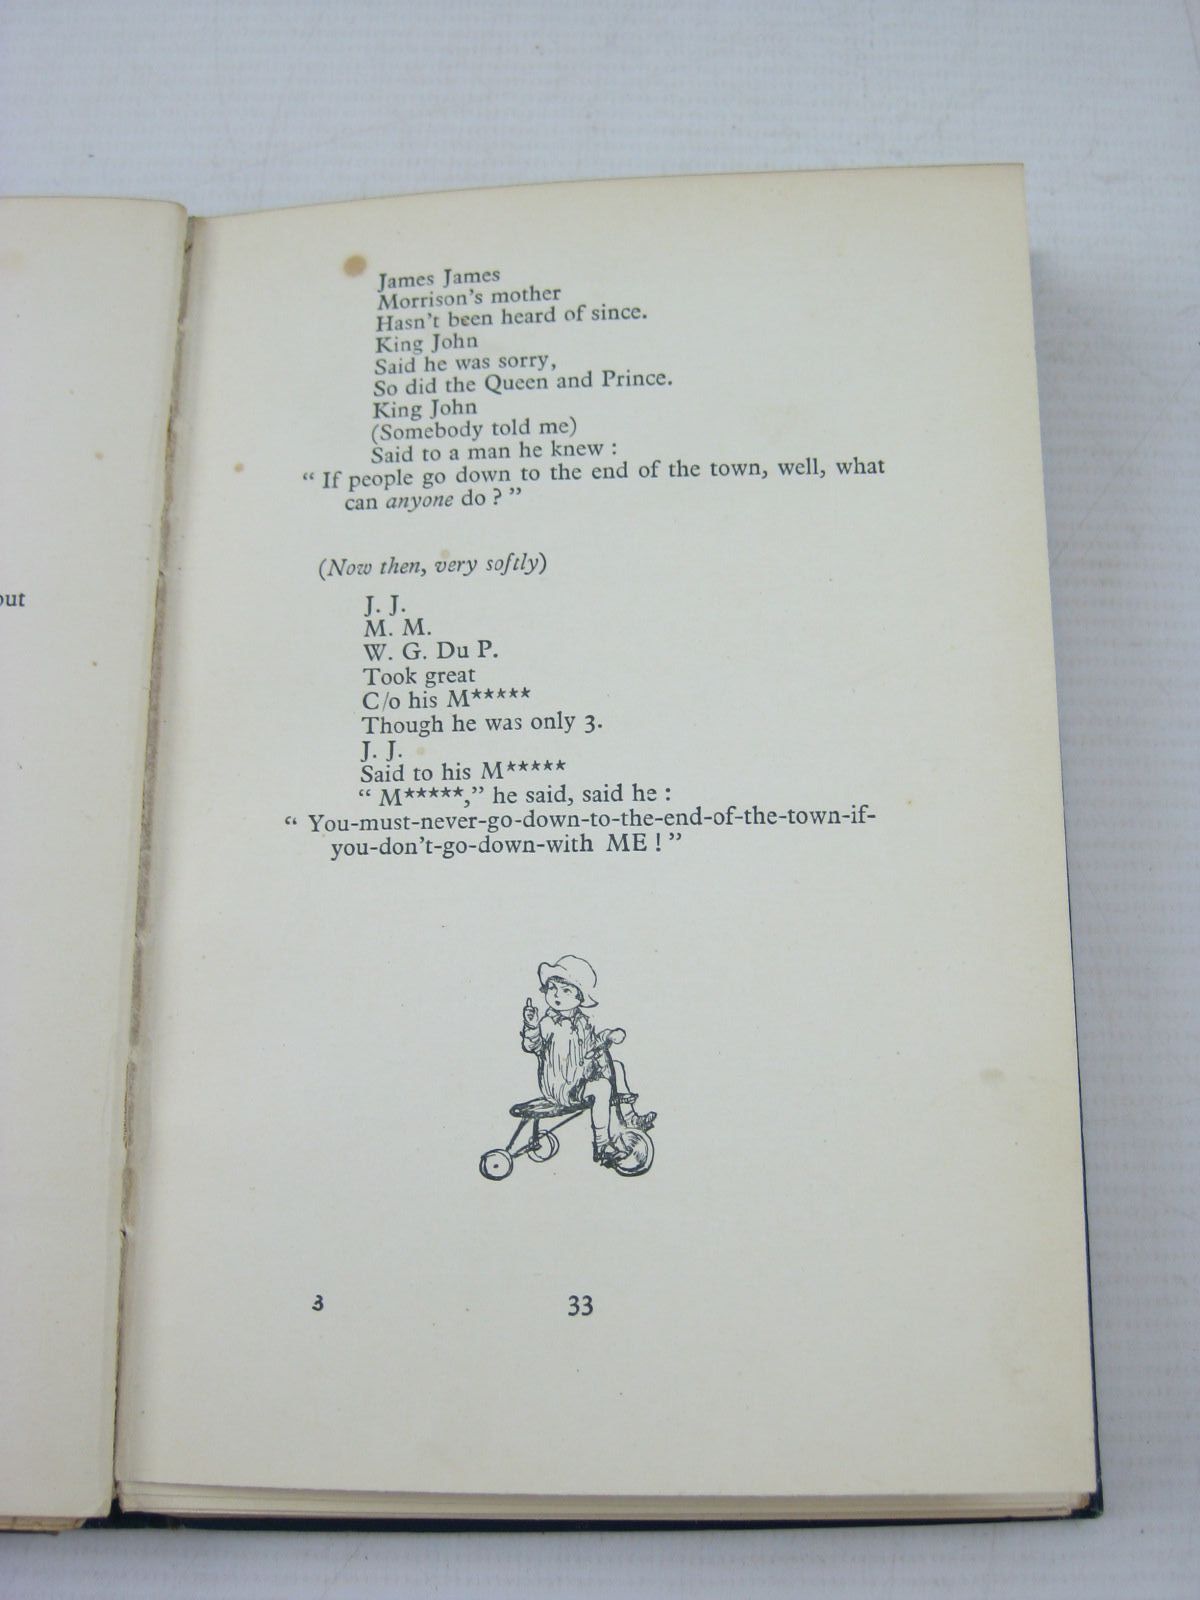 James James
Morrison's mother
Hasn't been heard of since.
King John
Said he was sorry,
So did the Queen and Prince.
King John
(Somebody told me)
Said to a man he knew :
" If people go down to the end of the town, well, what
can anyone do ? "
(Now then, very softly)
J. J.
M. M.
W. G. Du P.
Took great
C/o his M*****
Though he was only 3.
J. J.
Said to his M*****
" M*****," he said, said he :
" You-must-never-go-down-to-the-end-of-the-town-if-
you-don't-go-down-with ME ! "
3
33